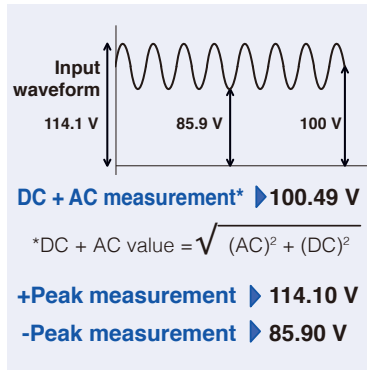 Input
waveform
114.1 V 85.9 V 100 V
DC + AC measurement* ▶ 100.49 V
*DC + AC value = √(AC)² + (DC)²
+Peak measurement ▶ 114.10 V
-Peak measurement ▶ 85.90 V